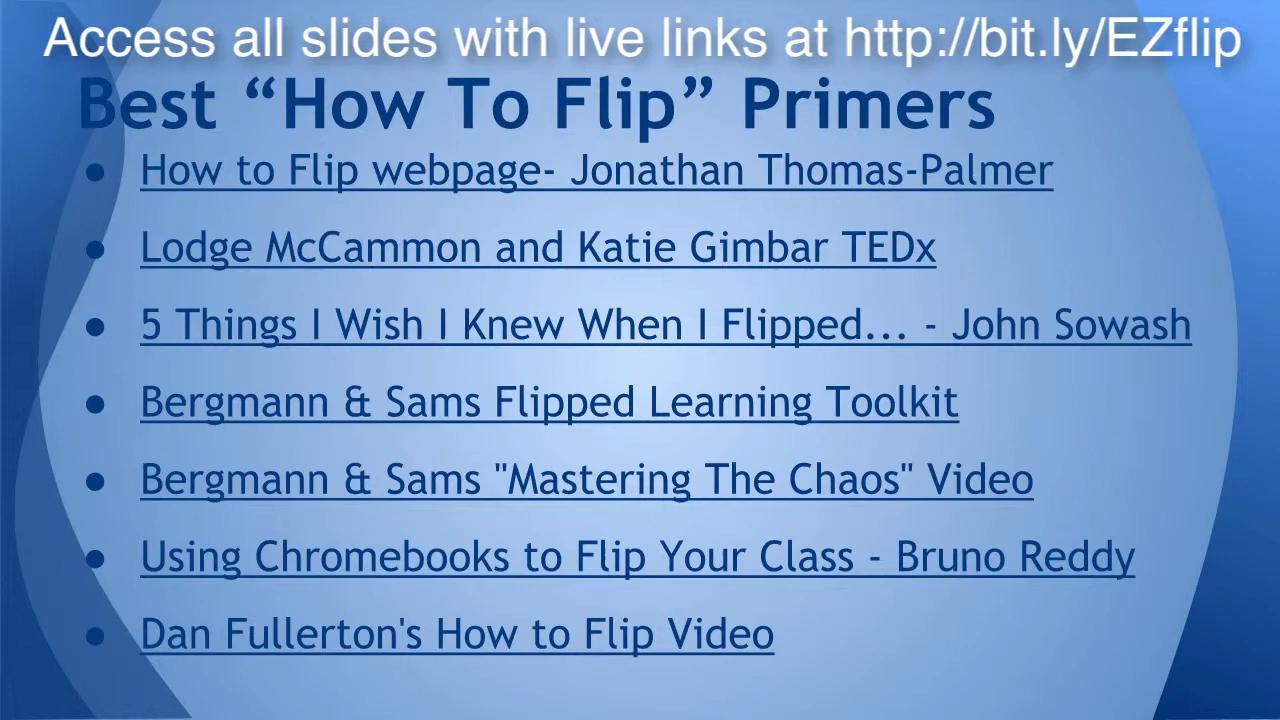 Access all slides with live links at http://bit.ly/EZflip
Best “How To Flip” Primers
● How to Flip webpage- Jonathan Thomas-Palmer
● Lodge McCammon and Katie Gimbar TEDx
● 5 Things I Wish I Knew When I Flipped... - John Sowash
● Bergmann & Sams Flipped Learning Toolkit
● Bergmann & Sams "Mastering The Chaos" Video
● Using Chromebooks to Flip Your Class - Bruno Reddy
● Dan Fullerton's How to Flip Video